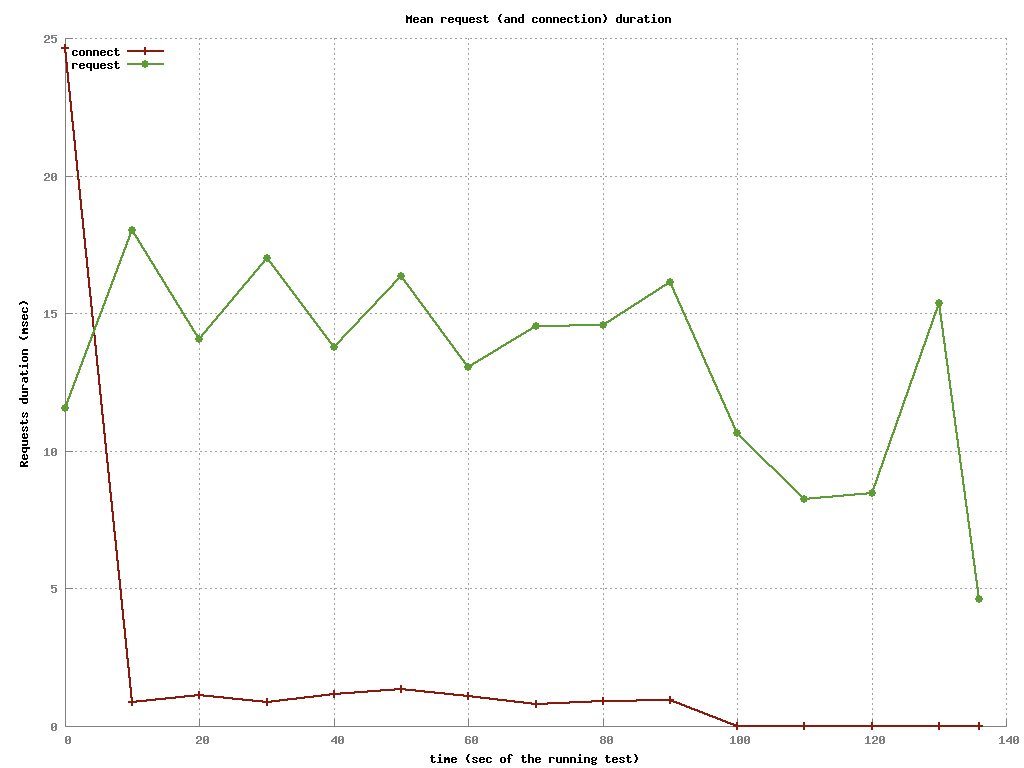 Mean request (and connection) duration
25
connect
request
20
15
10
5
0
Requests duration (msec)
0 20 40 60 80 100 120 140
time (sec of the running test)